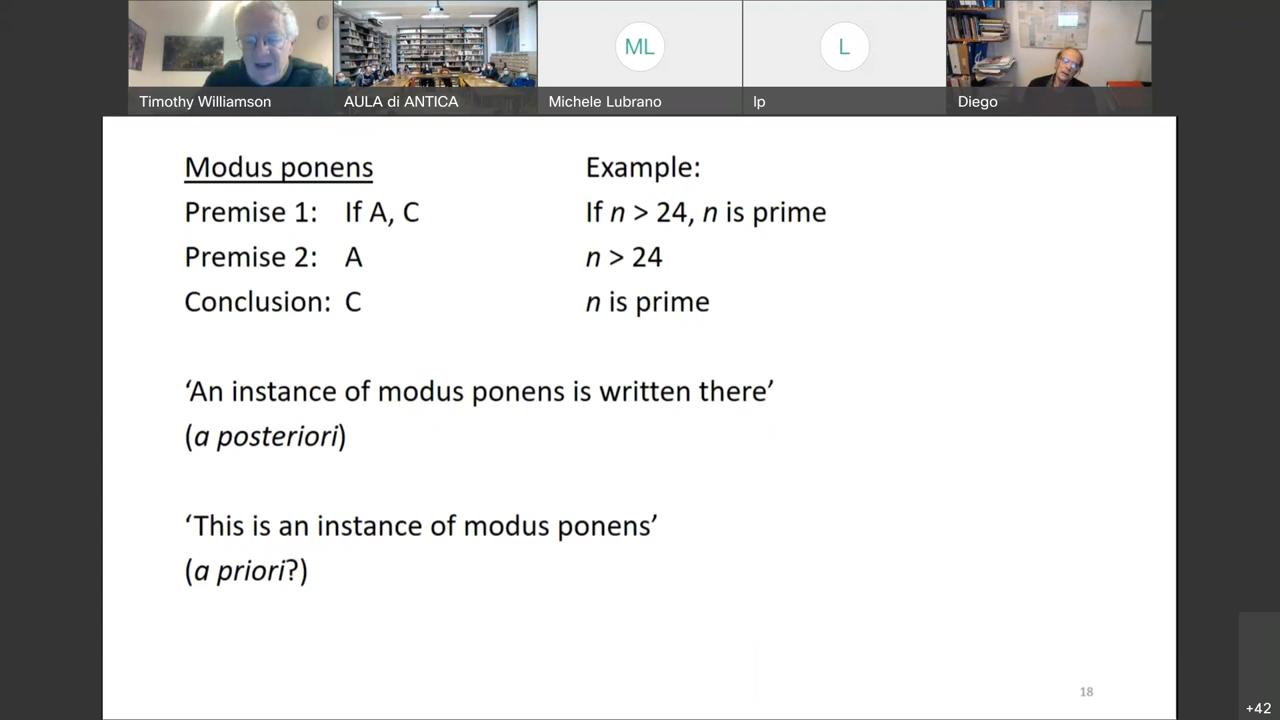 ML
L
Timothy Williamson
AULA di ANTICA
Michele Lubrano
lp
Diego
Modus ponens Example:
Premise 1: If A, C If n > 24, n is prime
Premise 2: A n > 24
Conclusion: C n is prime
‘An instance of modus ponens is written there’
(a posteriori)
‘This is an instance of modus ponens’
(a priori?)
18
+42